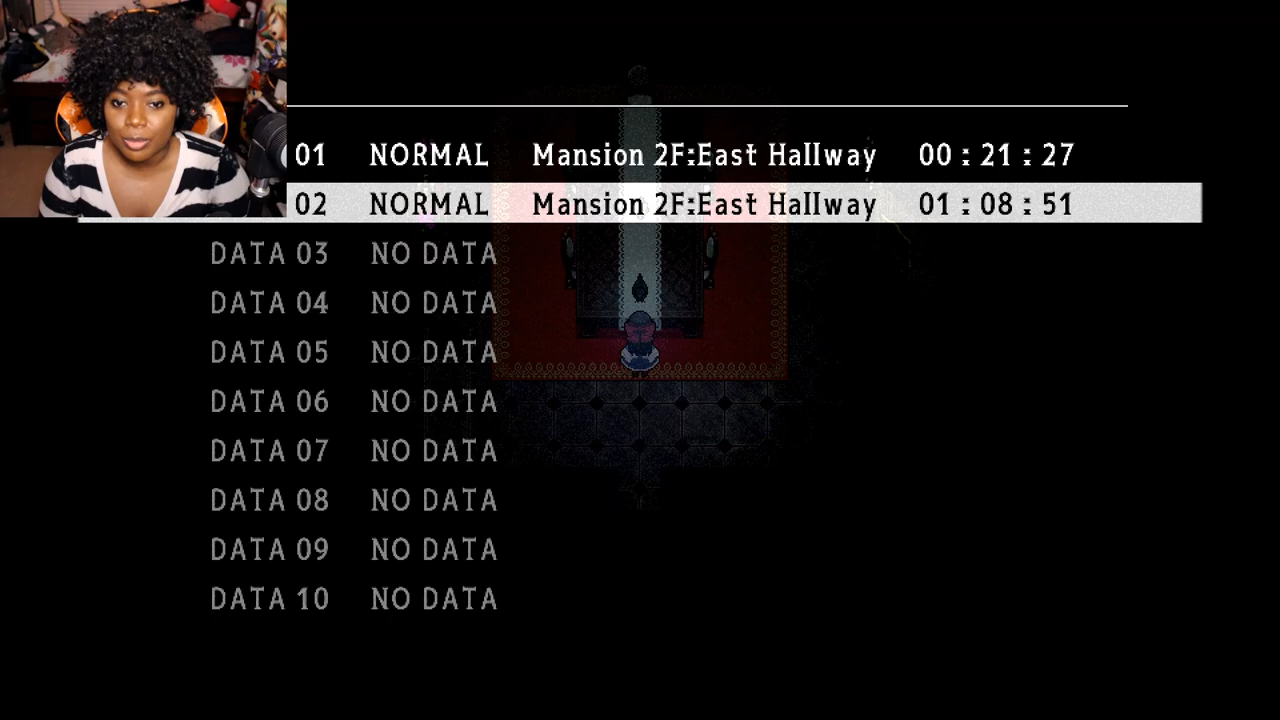 01 NORMAL Mansion 2F:East Hallway 00 : 21 : 27
02 NORMAL Mansion 2F:East Hallway 01 : 08 : 51
DATA 03 NO DATA
DATA 04 NO DATA
DATA 05 NO DATA
DATA 06 NO DATA
DATA 07 NO DATA
DATA 08 NO DATA
DATA 09 NO DATA
DATA 10 NO DATA